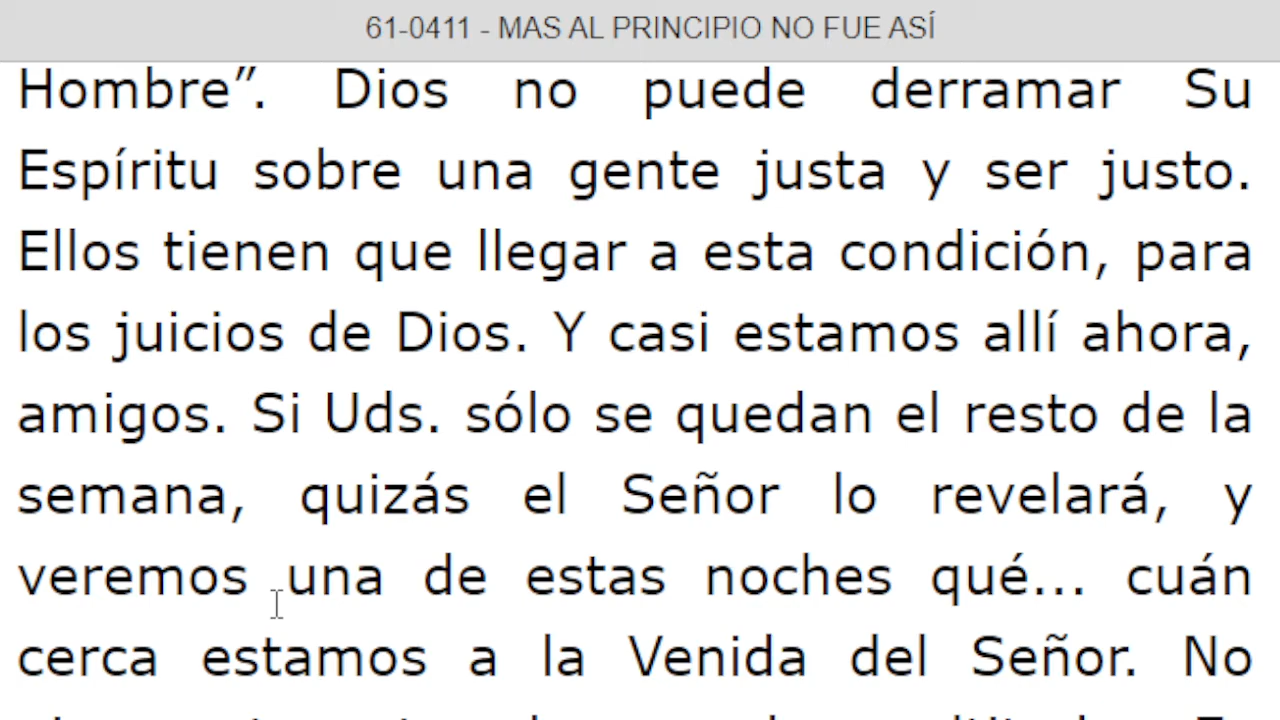 61-0411 - MAS AL PRINCIPIO NO FUE ASÍ
Hombre”. Dios no puede derramar Su
Espíritu sobre una gente justa y ser justo.
Ellos tienen que llegar a esta condición, para
los juicios de Dios. Y casi estamos allí ahora,
amigos. Si Uds. sólo se quedan el resto de la
semana, quizás el Señor lo revelará, y
veremos una de estas noches qué... cuán
cerca estamos a la Venida del Señor. No